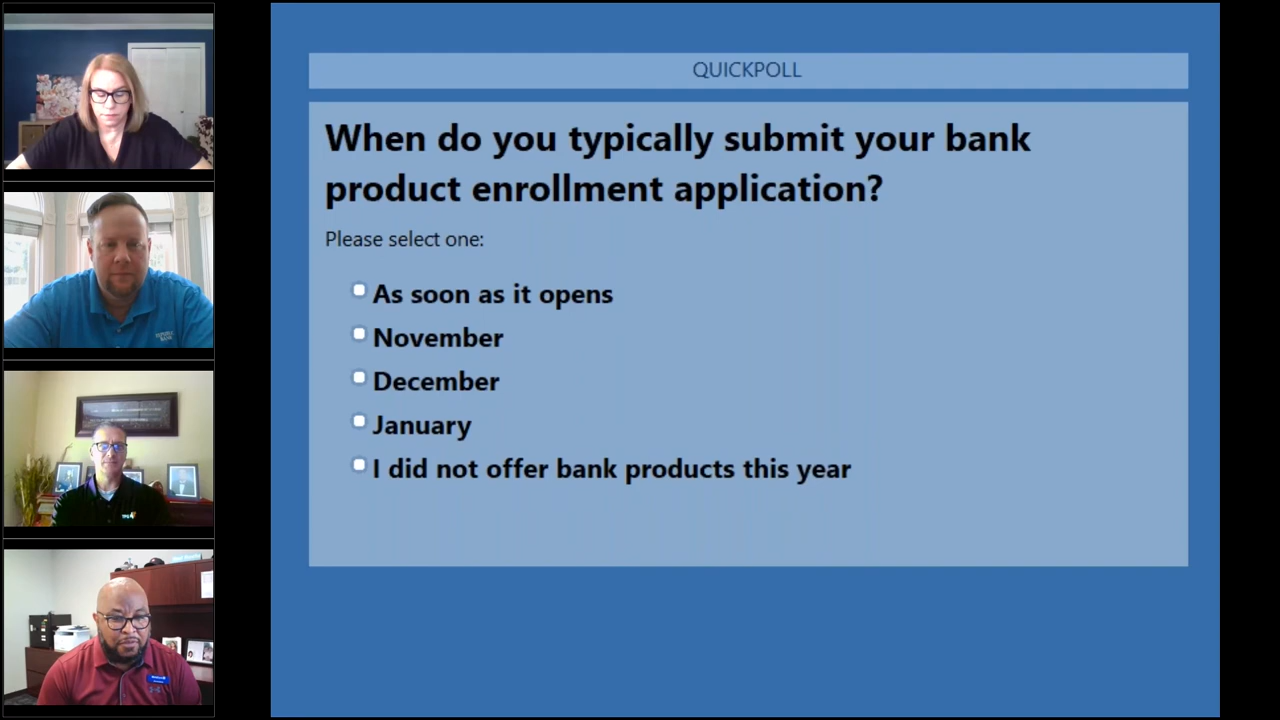 QUICKPOLL
When do you typically submit your bank
product enrollment application?
Please select one:
As soon as it opens
November
December
January
I did not offer bank products this year